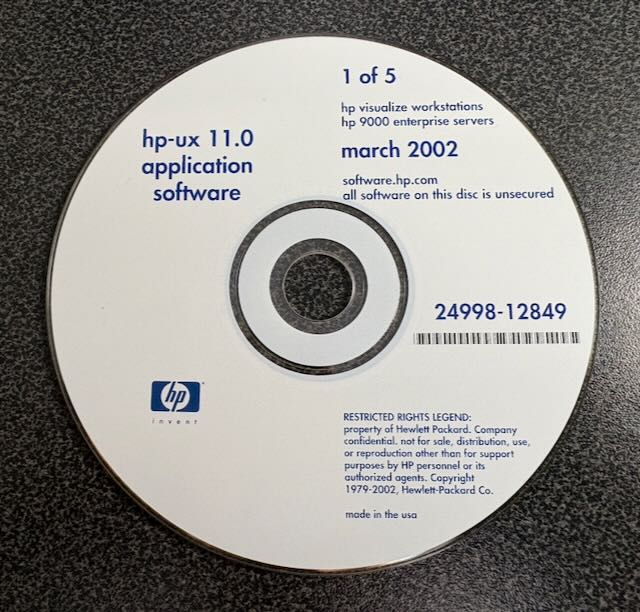 hp-ux 11.0
application
software
1 of 5
hp visualize workstations
hp 9000 enterprise servers
march 2002
software.hp.com
all software on this disc is unsecured
24998-12849
hp
invent
RESTRICTED RIGHTS LEGEND:
property of Hewlett Packard. Company
confidential. not for sale, distribution, use,
or reproduction other than for support
purposes by HP personnel or its
authorized agents. Copyright
1979-2002, Hewlett-Packard Co.
made in the usa